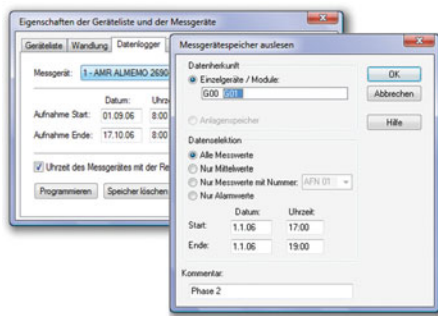 Eigenschaften der Geräteliste und der Messgeräte
Geräteliste Wandlung Datenlogger
Messgerät: 1 - AMR ALMEMO 2690
Datum: Uhrze
Aufnahme Start: 01.09.06 8:00
Aufnahme Ende: 17.10.06 8:00
Uhrzeit des Messgerätes mit der Re
Programmieren Speicher löschen
Messgerätespeicher auslesen
Datenherkunft
Einzelgeräte / Module:
G00 G01
Anlagenspeicher
OK
Abbrechen
Hilfe
Datenselektion
Alle Messwerte
Nur Mittelwerte
Nur Messwerte mit Nummer: AFN 01
Nur Alarmwerte
Datum: Uhrzeit:
Start: 1.1.06 17:00
Ende: 1.1.06 19:00
Kommentar:
Phase 2